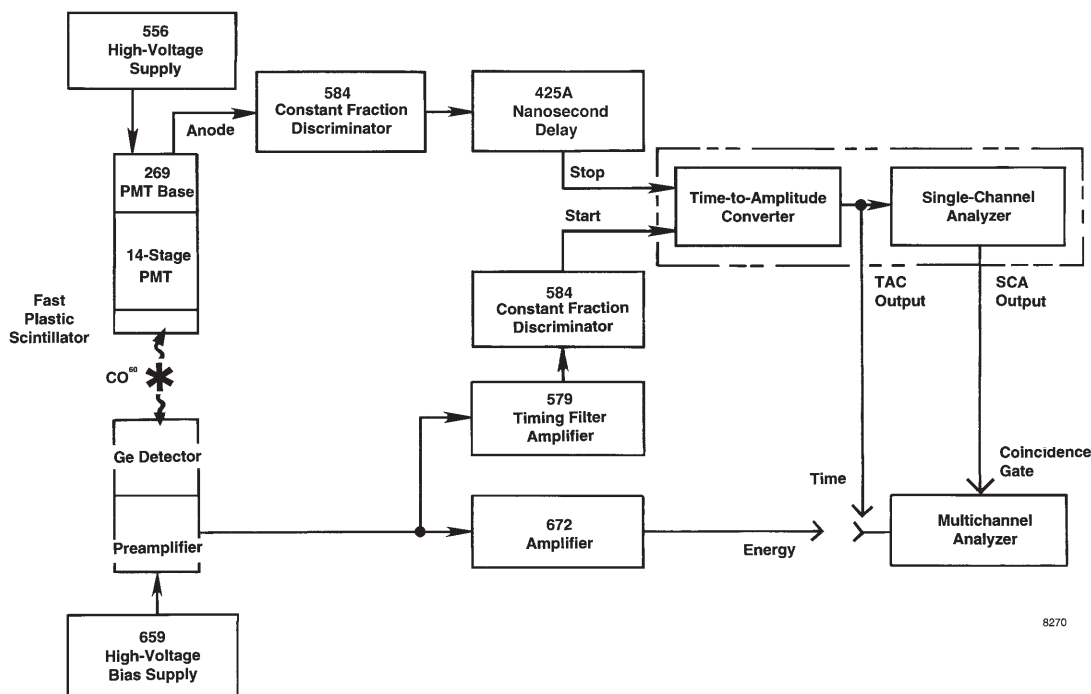 556
High-Voltage
Supply
Anode
584
Constant Fraction
Discriminator
425A
Nanosecond
Delay
Stop
Start
269
PMT Base
14-Stage
PMT
Time-to-Amplitude
Converter
Single-Channel
Analyzer
584
Constant Fraction
Discriminator
TAC
Output
SCA
Output
Fast
Plastic
Scintillator
CO⁶⁰
579
Timing Filter
Amplifier
Ge Detector
Preamplifier
672
Amplifier
Energy
Time
Coincidence
Gate
Multichannel
Analyzer
659
High-Voltage
Bias Supply
8270